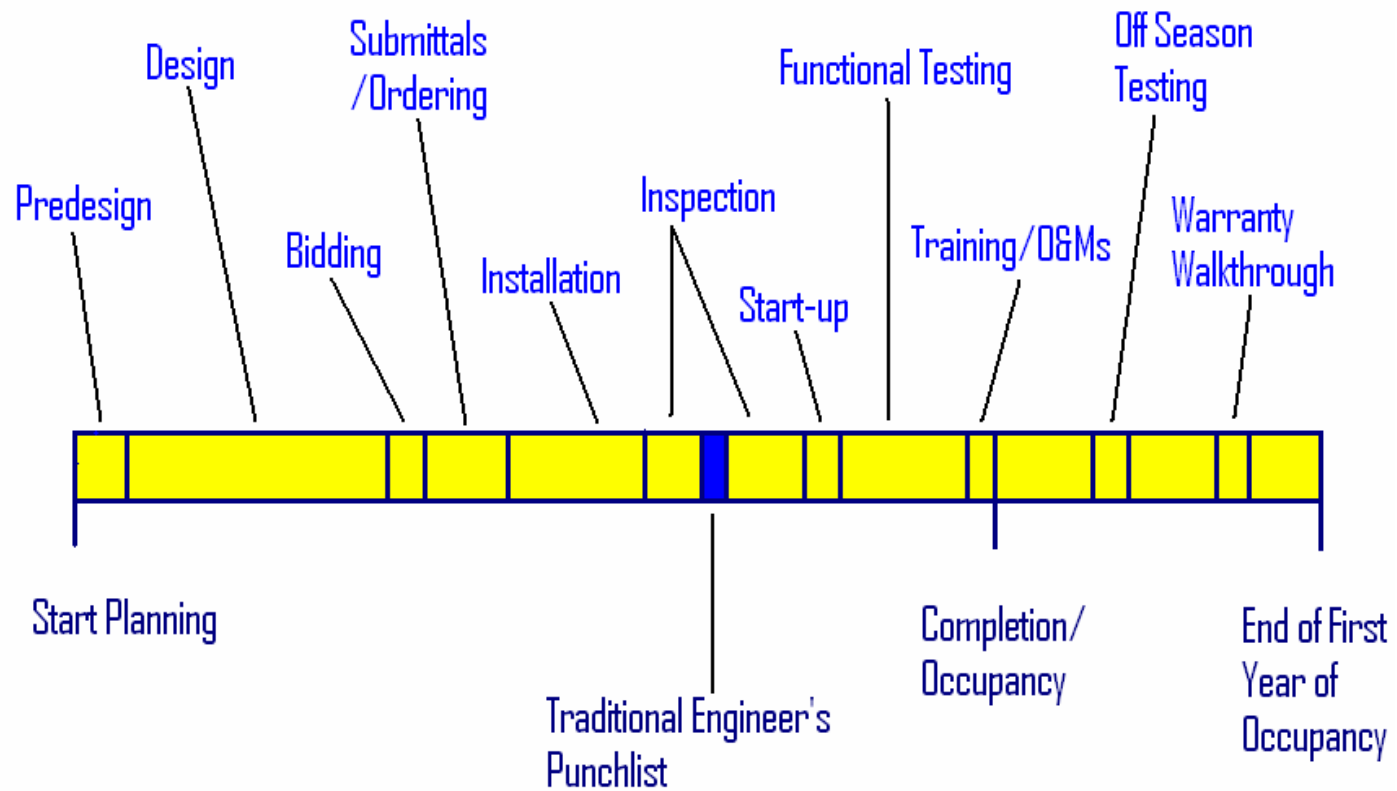 Predesign
Design
Bidding
Submittals
/Ordering
Installation
Inspection
Start-up
Functional Testing
Training/O&Ms
Off Season
Testing
Warranty
Walkthrough
Start Planning
Traditional Engineer's
Punchlist
Completion/
Occupancy
End of First
Year of
Occupancy